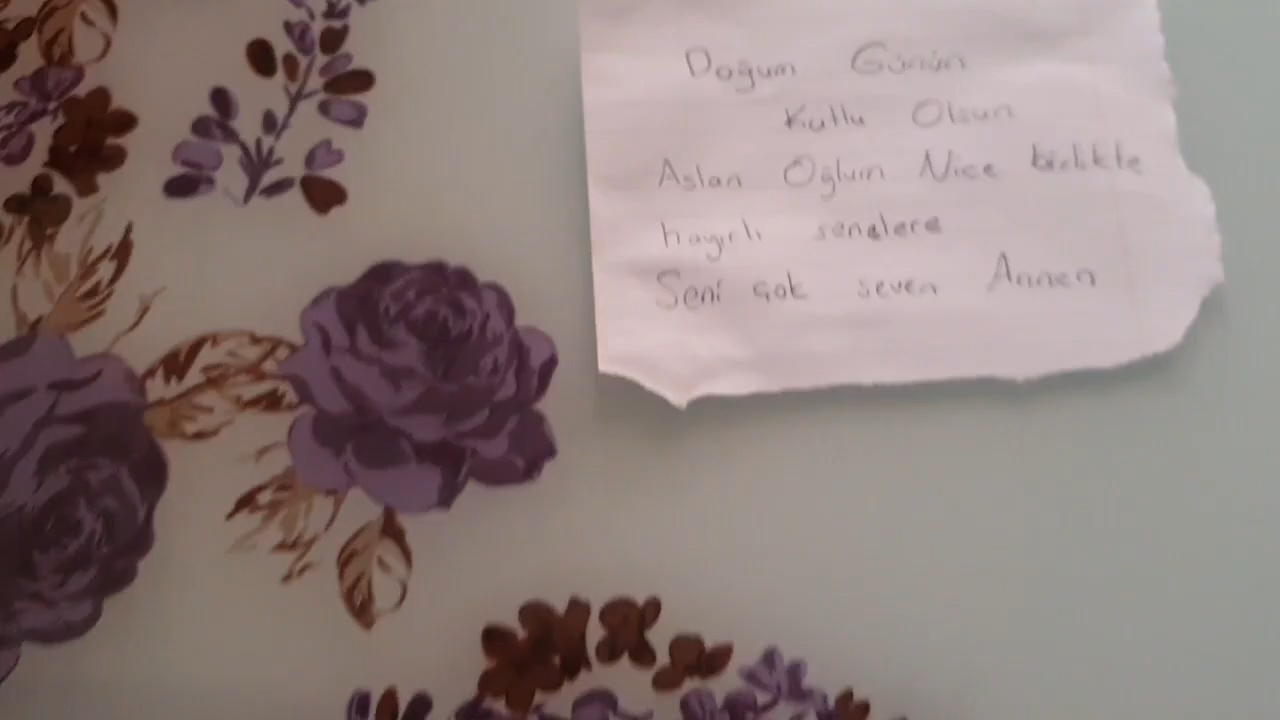 Doğum Günün
Kutlu Olsun
Aslan Oğlum Nice birlikte
hayırlı senelere
Seni çok seven Annen